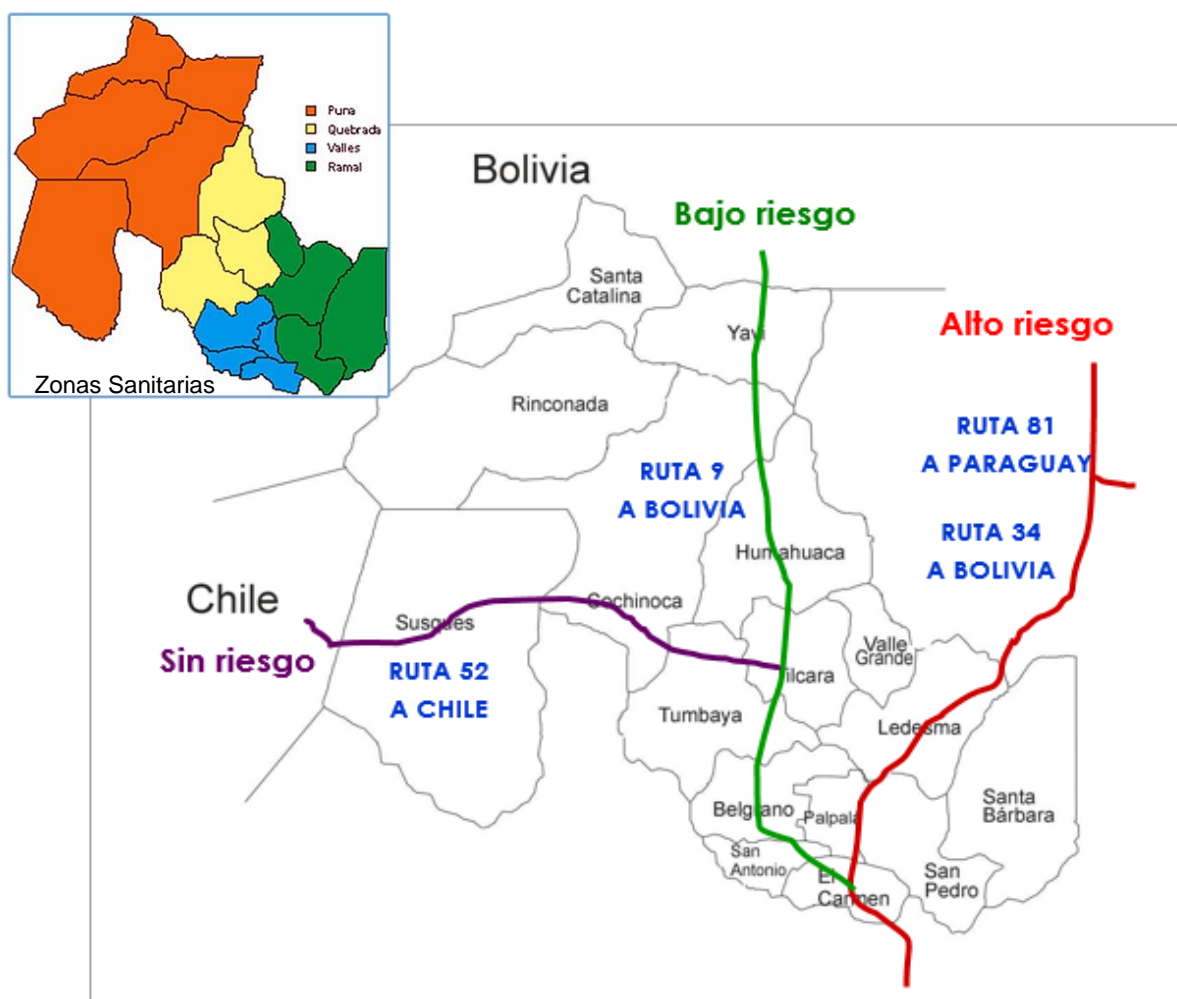 Puna
Quebrada
Valles
Ramal
Zonas Sanitarias
Bolivia
Bajo riesgo
Santa
Catalina
Yavi
Alto riesgo
Rinconada
RUTA 81
A PARAGUAY
RUTA 9
A BOLIVIA
RUTA 34
A BOLIVIA
Humahuaca
Chile
Cochinoca
Susques
Sin riesgo
RUTA 52
A CHILE
Valle
Grande
Tilcara
Tumbaya
Ledesma
Santa
Bárbara
Belgrano
Palpalá
San
Antonio
El
Carmen
San
Pedro